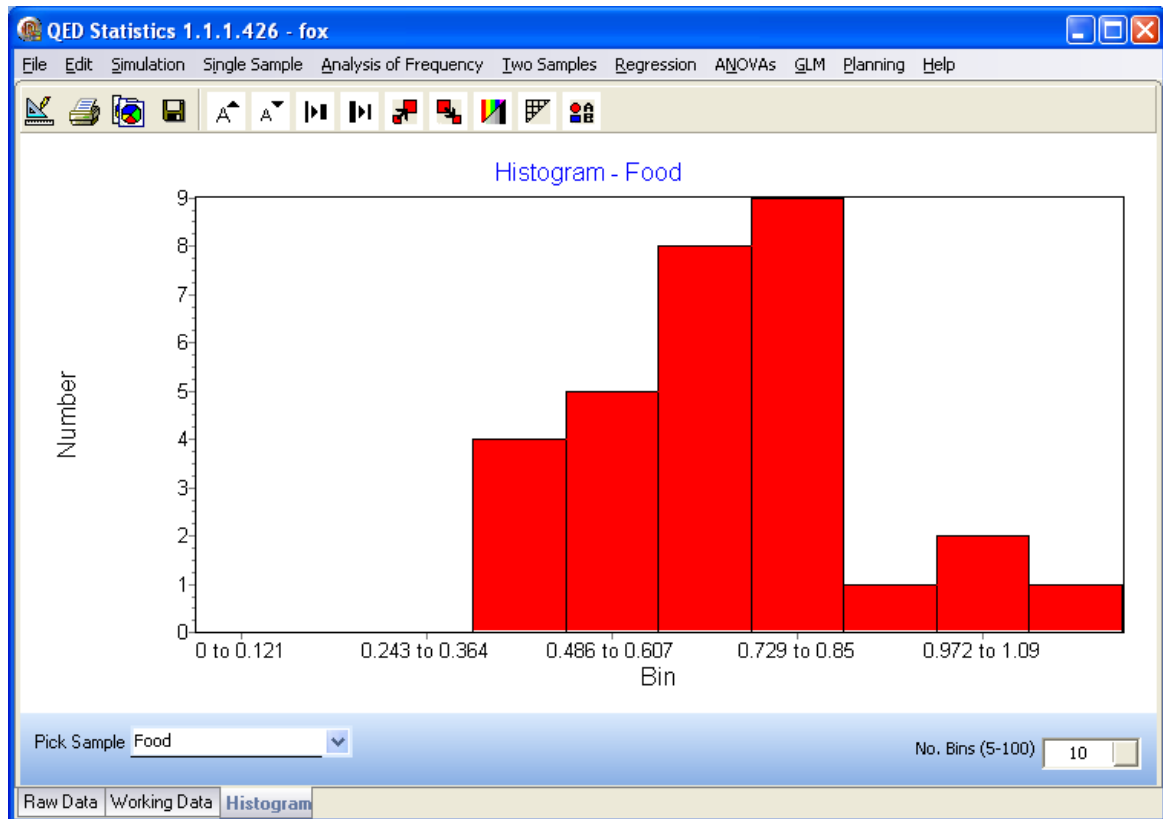 QED Statistics 1.1.1.426 - fox
File Edit Simulation Single Sample Analysis of Frequency Two Samples Regression ANOVAs GLM Planning Help
Histogram - Food
9
8
7
6
5
4
3
2
1
0
Number
0 to 0.121 0.243 to 0.364 0.486 to 0.607 0.729 to 0.85 0.972 to 1.09
Bin
Pick Sample Food No. Bins (5-100) 10
Raw Data Working Data Histogram